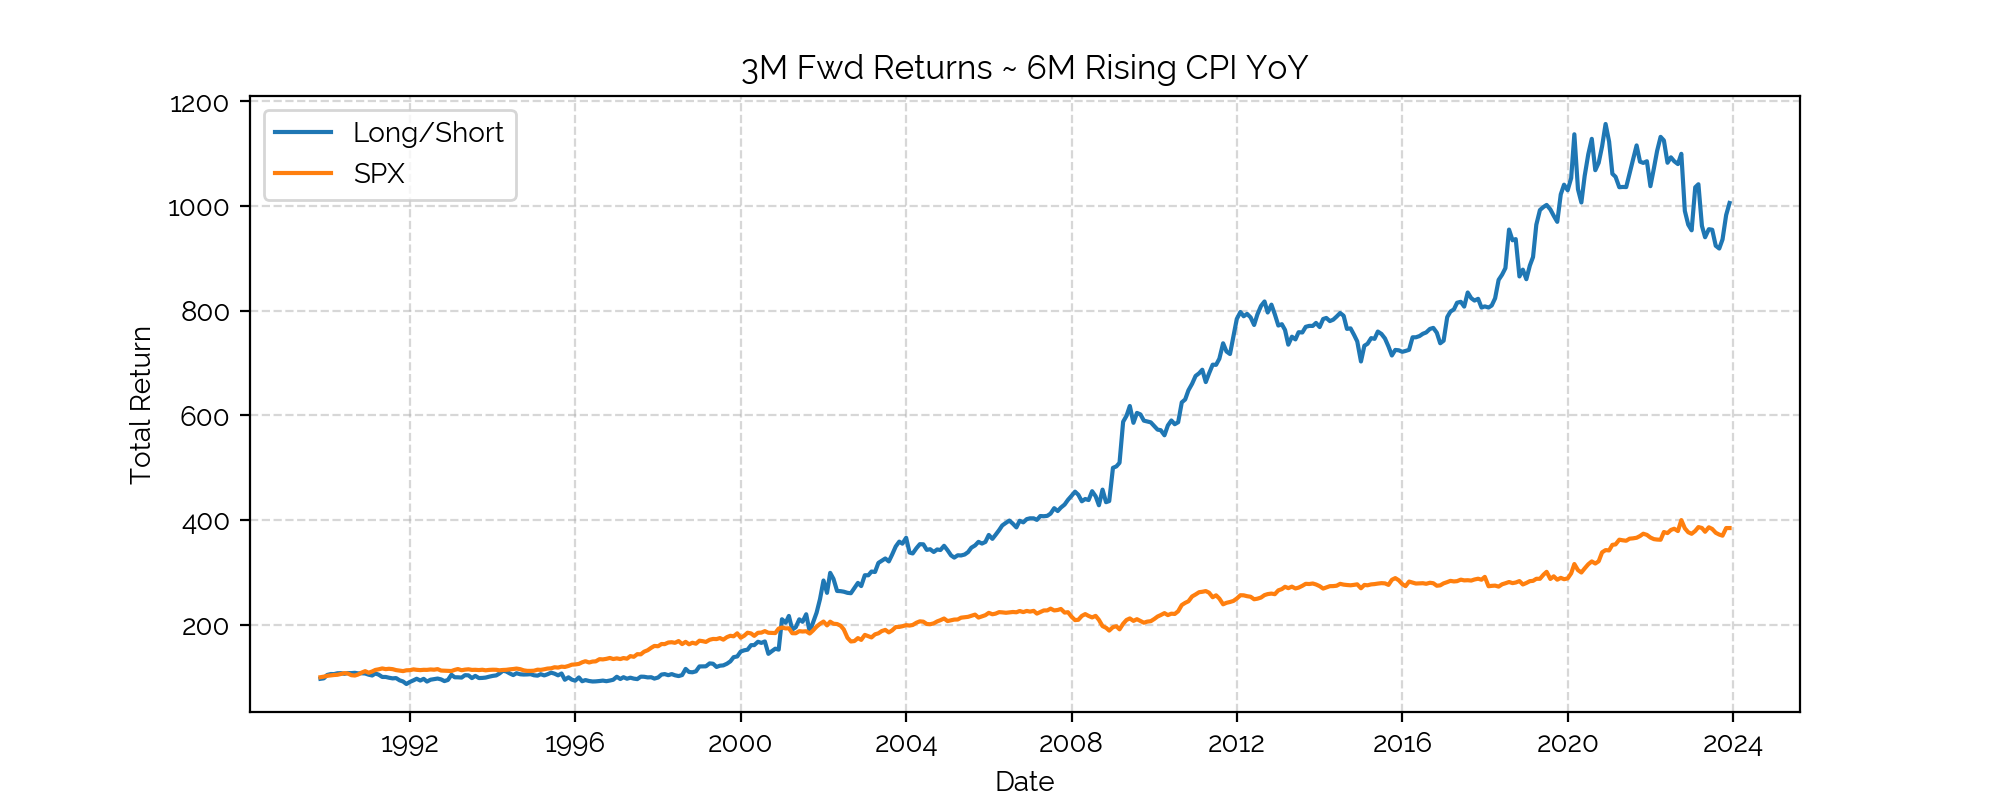 3M Fwd Returns ~ 6M Rising CPI YoY
1200
Long/Short
SPX
1000
800
600
400
200
Total Return
1992 1996 2000 2004 2008 2012 2016 2020 2024
Date